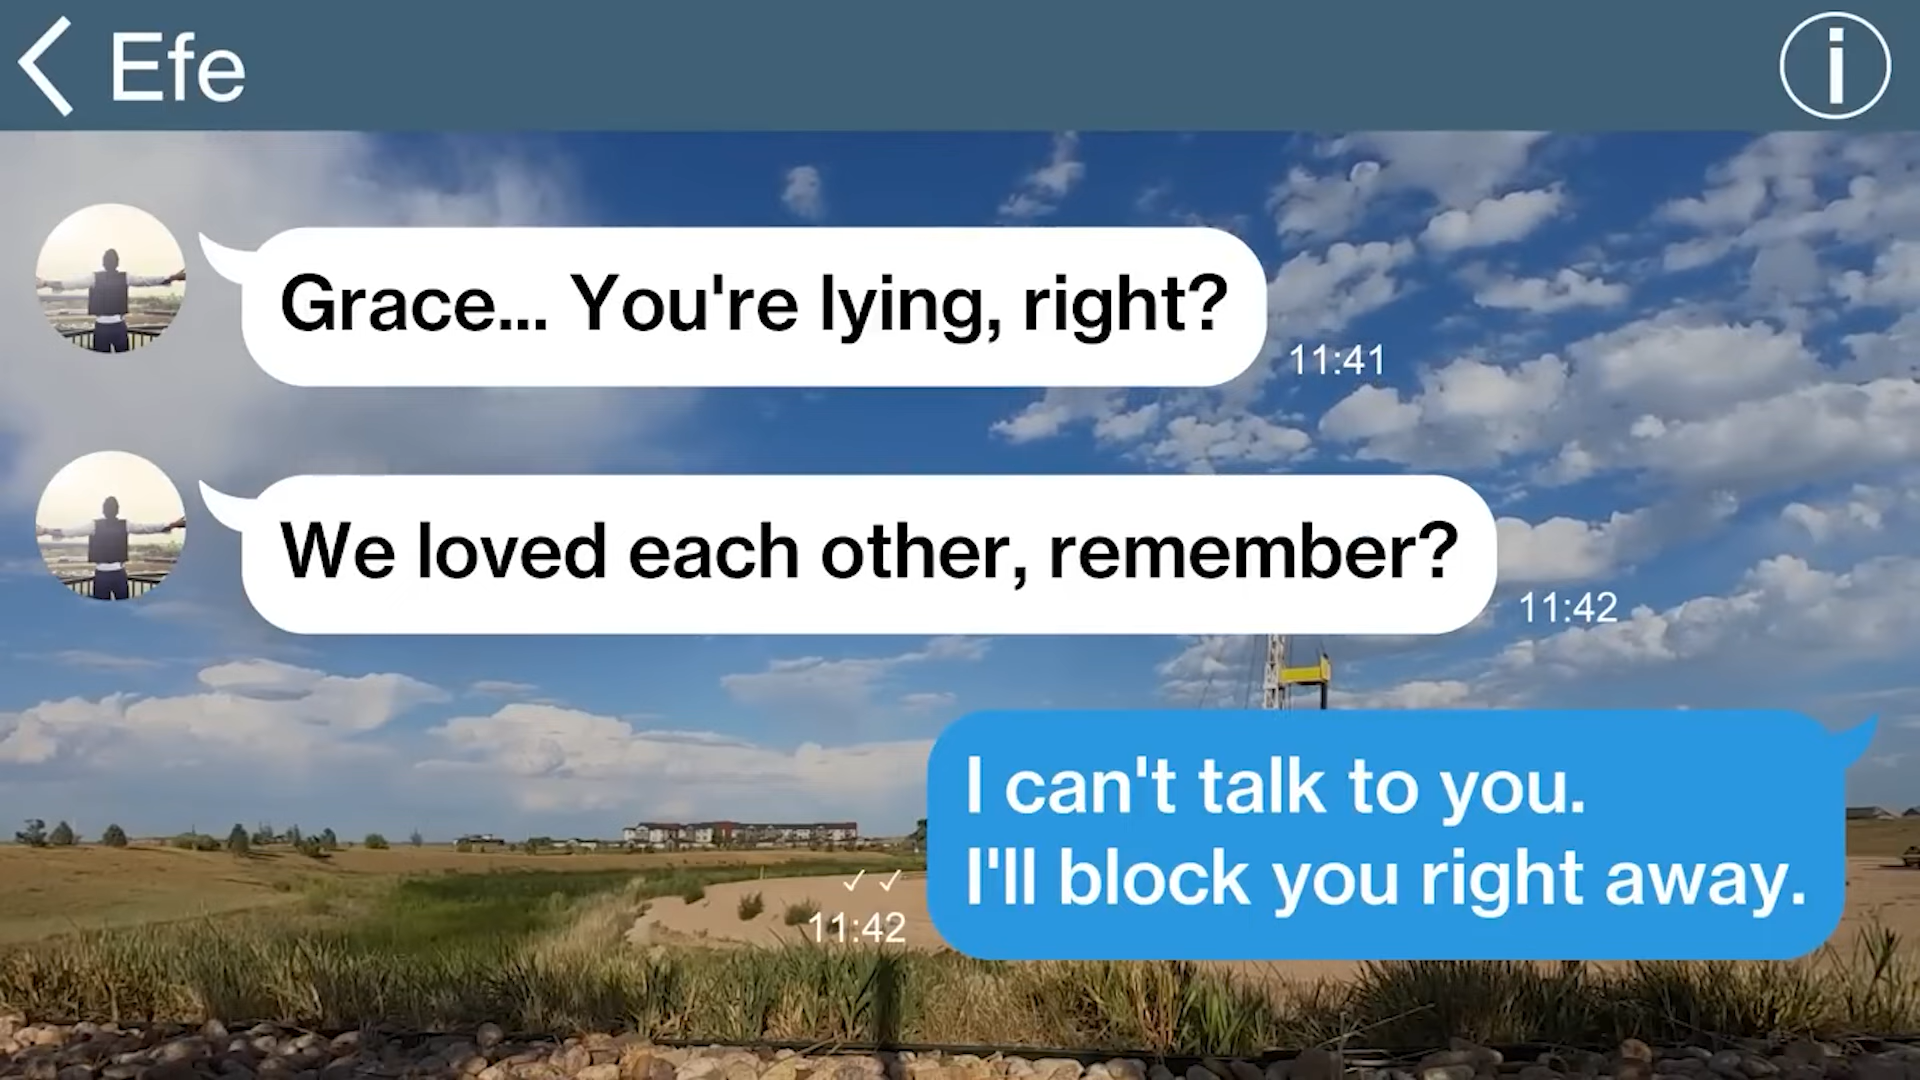 Efe
Grace... You're lying, right?
11:41
We loved each other, remember?
11:42
I can't talk to you.
I'll block you right away.
11:42